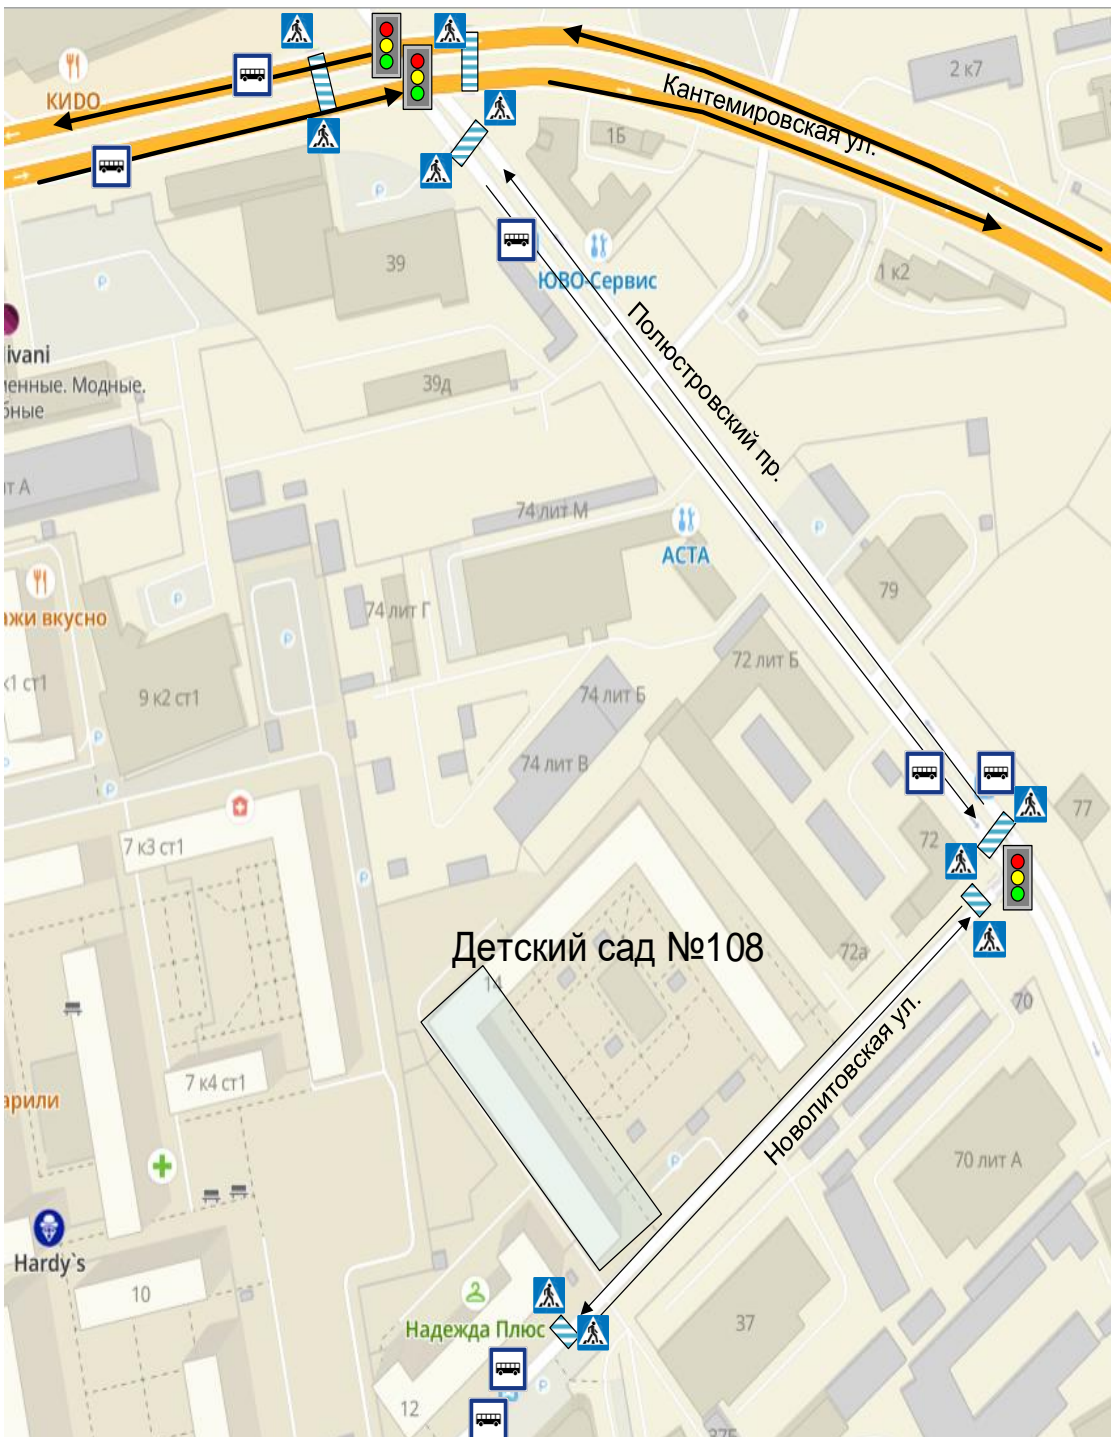 КИDO
2 к7
Кантемировская ул.
1Б
39
ЮВО-Сервис
1 к2
ivani
Полюстровский пр.
менные. Модные.
бные
39д
т А
74 лит М
АСТА
79
74 лит Г
ажи вкусно
72 лит Б
к1 ст1
9 к2 ст1
74 лит Б
74 лит В
77
7 к3 ст1
72
Детский сад №108
72а
14
70
Новолитовская ул.
7 к4 ст1
арили
70 лит А
Hardy`s
10
Надежда Плюс
37
12
37Б